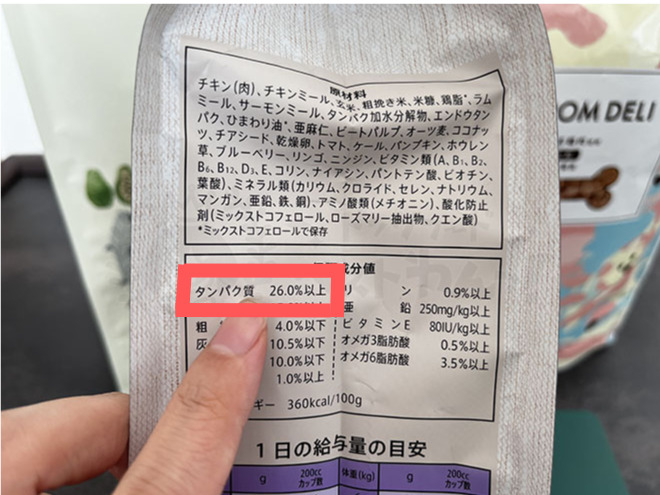 原材料
チキン(肉)、チキンミール、玄米、粗挽き米、米糠、鶏脂*、ラム
ミール、サーモンミール、タンパク加水分解物、エンドウタン
パク、ひまわり油*、亜麻仁、ビートパルプ、オーツ麦、ココナッ
ツ、チアシード、乾燥卵、トマト、ケール、パンプキン、ホウレン
草、ブルーベリー、リンゴ、ニンジン、ビタミン類(A、B₁、B₂、
B₆、B₁₂、D₃、E、コリン、ナイアシン、パントテン酸、ビオチン、
葉酸)、ミネラル類(カリウム、クロライド、セレン、ナトリウム、
マンガン、亜鉛、鉄、銅)、アミノ酸類(メチオニン)、酸化防止
剤(ミックストコフェロール、ローズマリー抽出物、クエン酸)
*ミックストコフェロールで保存
成分値
タンパク質 26.0%以上
粗 4.0%以下
灰 10.5%以下
10.0%以下
1.0%以上
リン 0.9%以上
亜鉛 250mg/kg以上
ビタミンE 80IU/kg以上
オメガ3脂肪酸 0.5%以上
オメガ6脂肪酸 3.5%以上
ギー 360kcal/100g
1日の給与量の目安
g 200cc カップ数 体重(kg) g 200cc カップ数
OM DELI